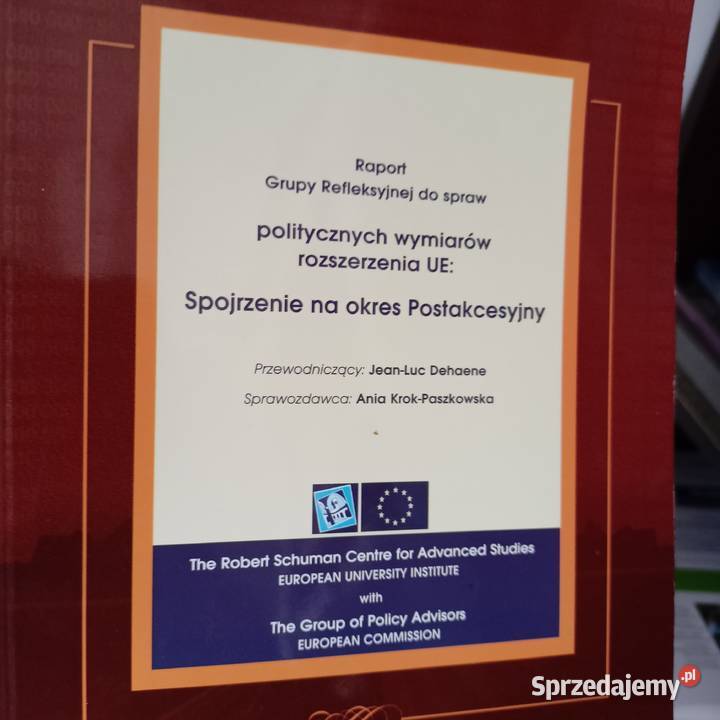 Raport
Grupy Refleksyjnej do spraw
politycznych wymiarów
rozszerzenia UE:
Spojrzenie na okres Postakcesyjny
Przewodniczący: Jean-Luc Dehaene
Sprawozdawca: Ania Krok-Paszkowska
The Robert Schuman Centre for Advanced Studies
EUROPEAN UNIVERSITY INSTITUTE
with
The Group of Policy Advisors
EUROPEAN COMMISSION
Sprzedajemy.pl